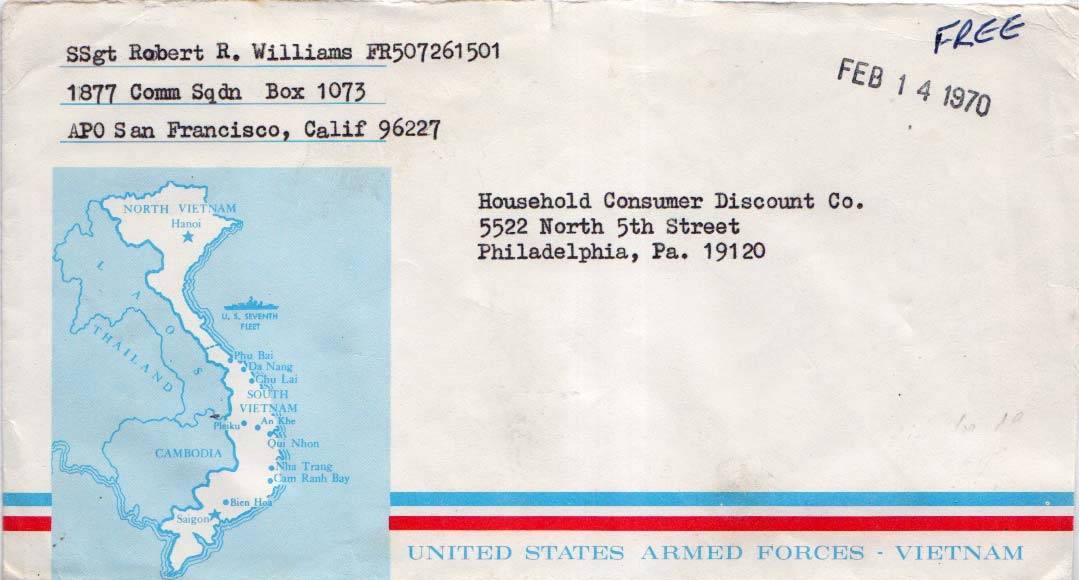 FREE
FEB 14 1970
SSgt Robert R. Williams FR507261501
1877 Comm Sqdn Box 1073
APO San Francisco, Calif 96227
Household Consumer Discount Co.
5522 North 5th Street
Philadelphia, Pa. 19120
NORTH VIETNAM
Hanoi
LAOS
U. S. SEVENTH
FLEET
THAILAND
Phu Bai
Da Nang
Chu Lai
SOUTH
VIETNAM
Pleiku
An Khe
Qui Nhon
CAMBODIA
Nha Trang
Cam Ranh Bay
Bien Hoa
Saigon
UNITED STATES ARMED FORCES - VIETNAM